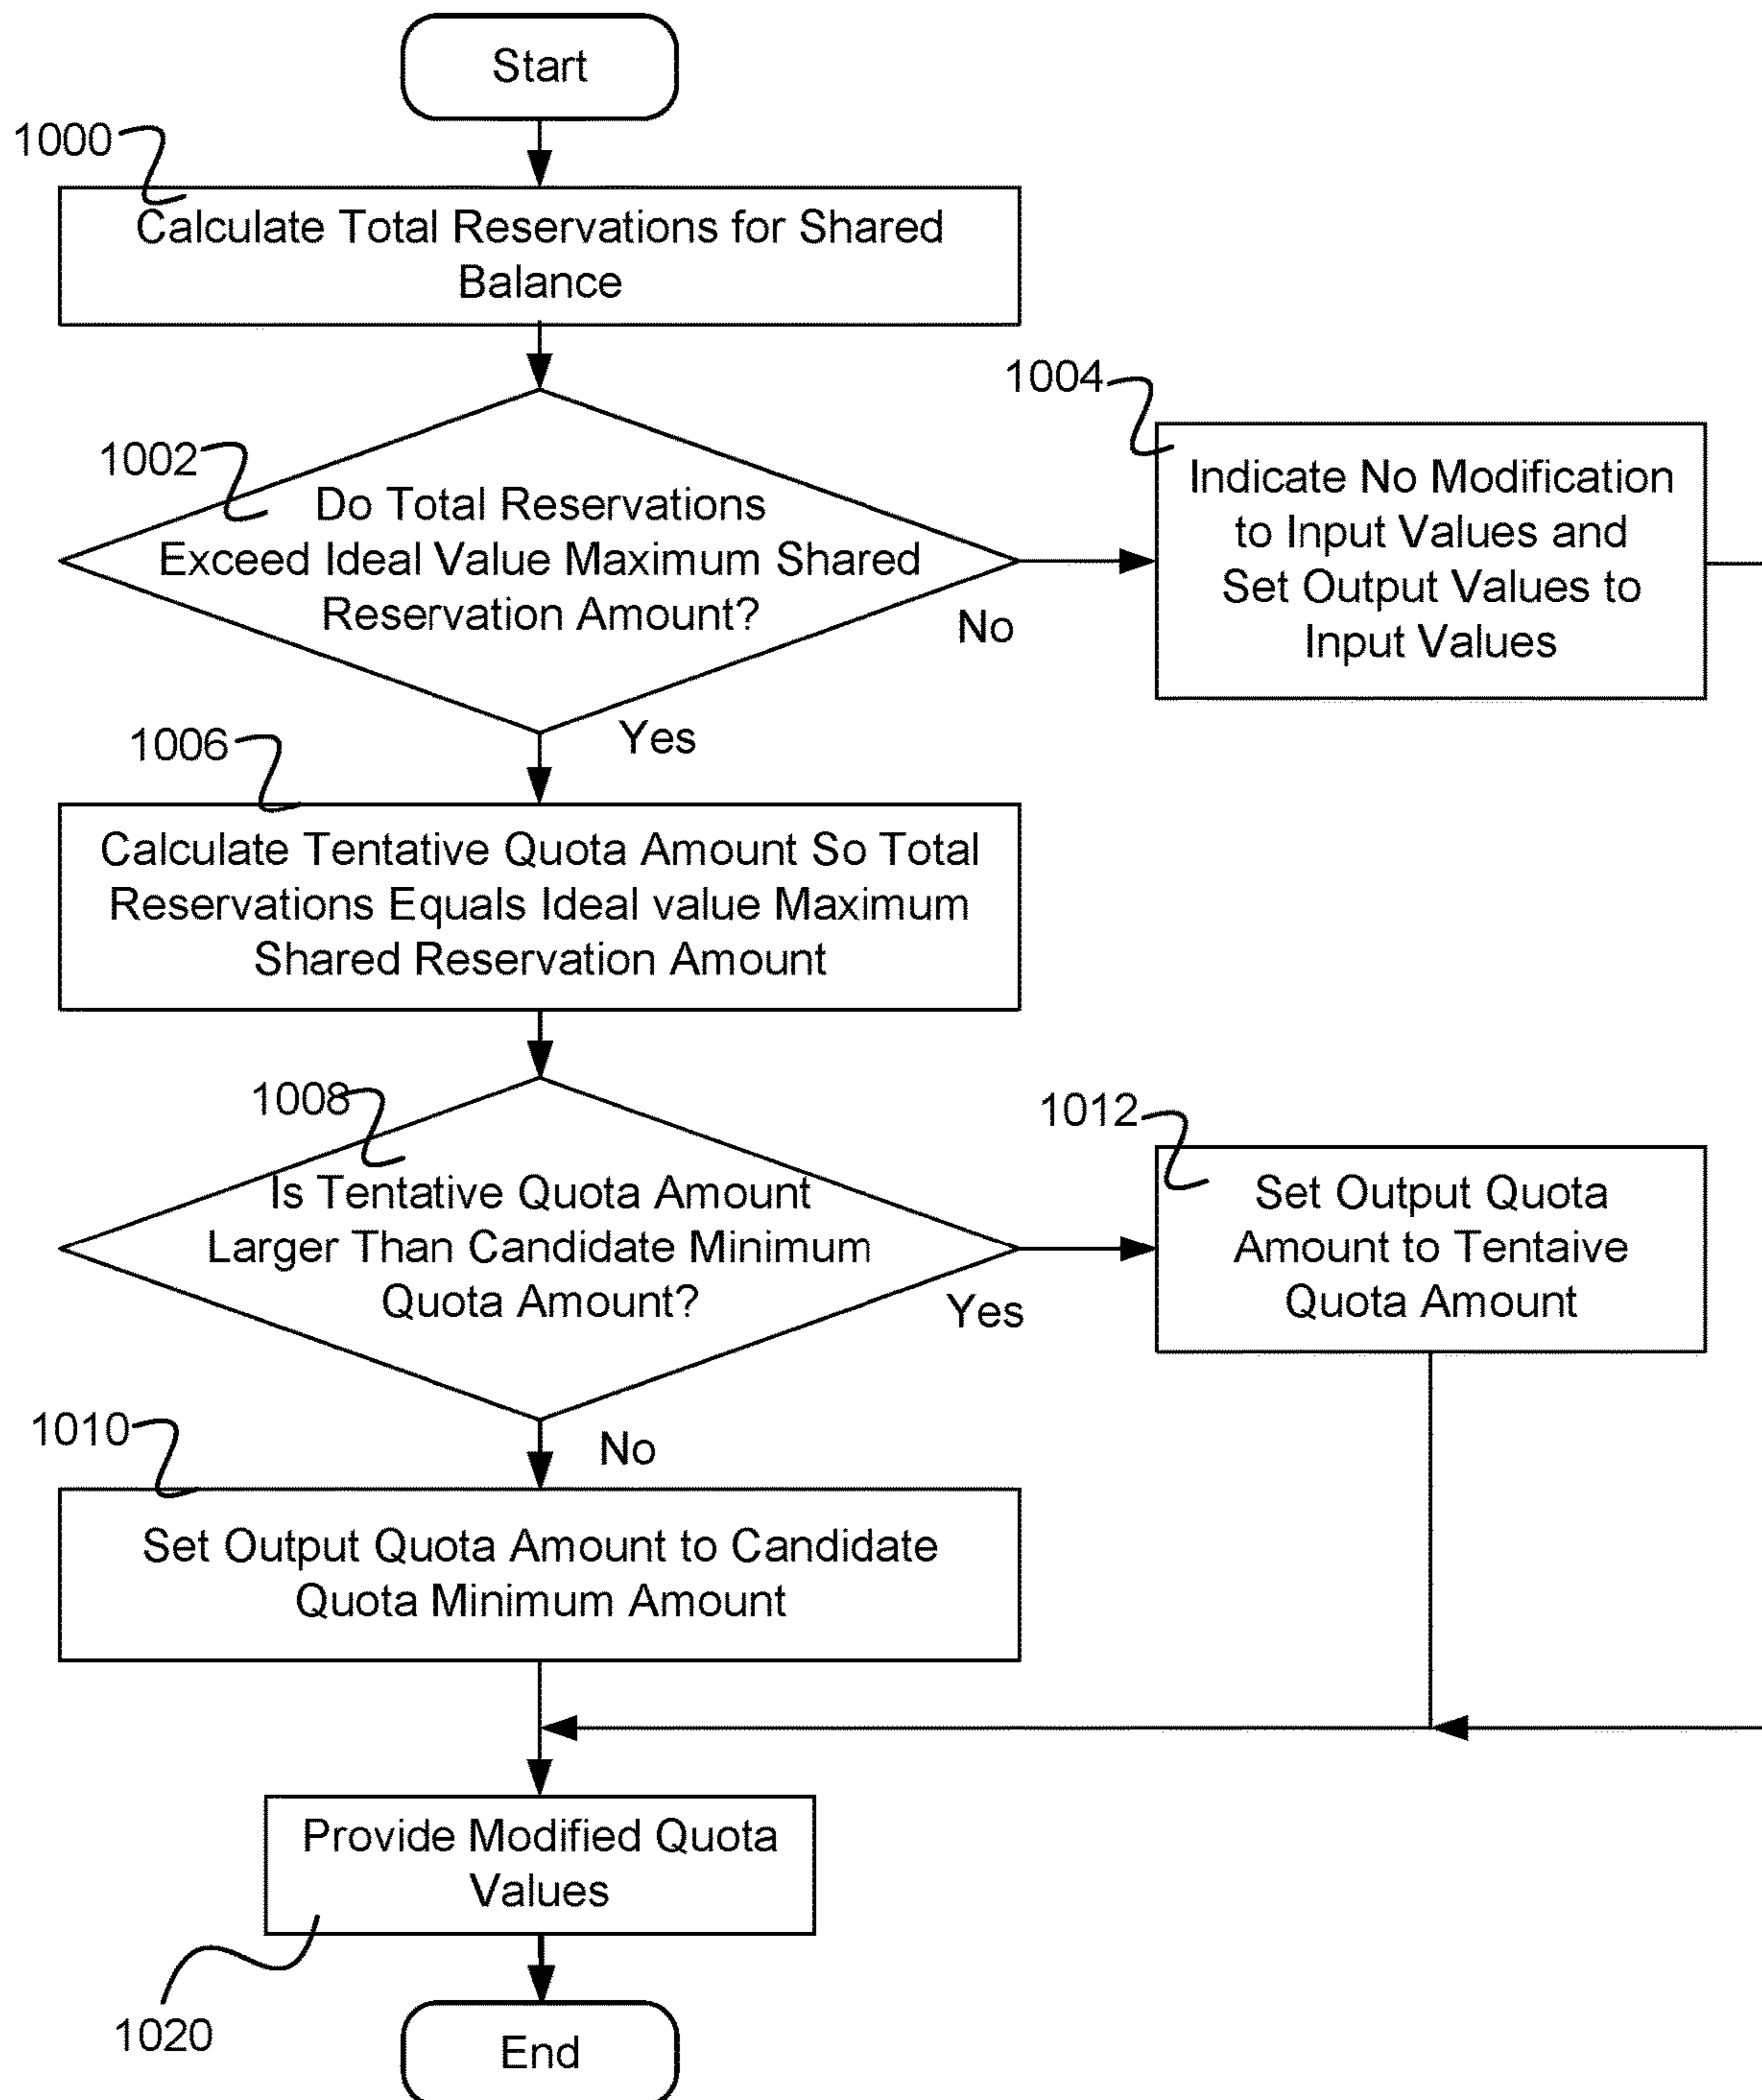 Start
1000
Calculate Total Reservations for Shared
Balance
1002
Do Total Reservations
Exceed Ideal Value Maximum Shared
Reservation Amount?
No
Yes
1004
Indicate No Modification
to Input Values and
Set Output Values to
Input Values
1006
Calculate Tentative Quota Amount So Total
Reservations Equals Ideal value Maximum
Shared Reservation Amount
1008
Is Tentative Quota Amount
Larger Than Candidate Minimum
Quota Amount?
Yes
No
1012
Set Output Quota
Amount to Tentaive
Quota Amount
1010
Set Output Quota Amount to Candidate
Quota Minimum Amount
Provide Modified Quota
Values
1020
End